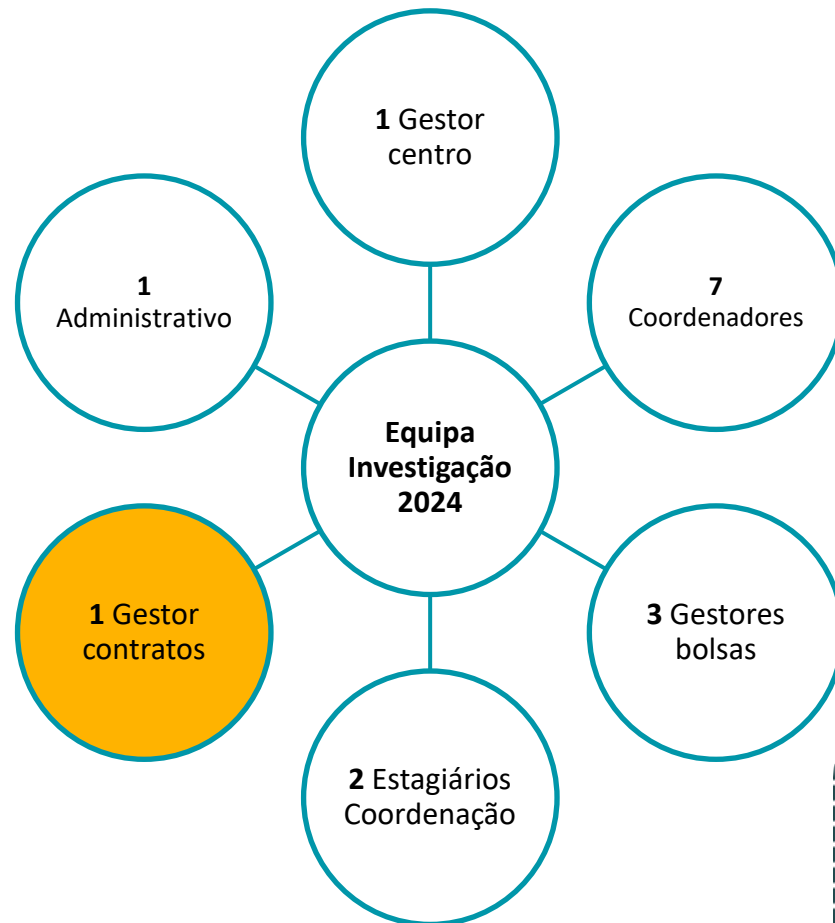 1 Gestor
centro
1
Administrativo
7
Coordenadores
Equipa
Investigação
2024
1 Gestor
contratos
3 Gestores
bolsas
2 Estagiários
Coordenação